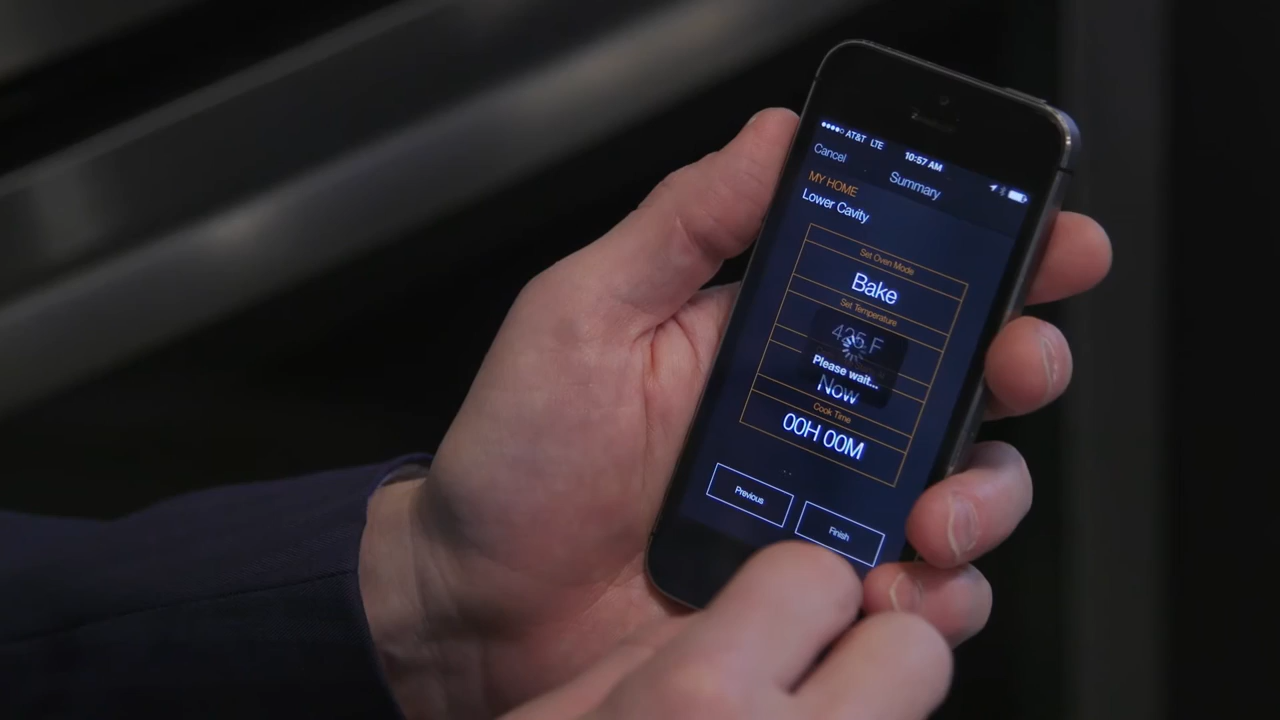 AT&T LTE 10:57 AM
Cancel Summary
MY HOME
Lower Cavity
Set Oven Mode
Bake
Set Temperature
425 F
Please wait...
Now
Cook Time
00H 00M
Previous Finish